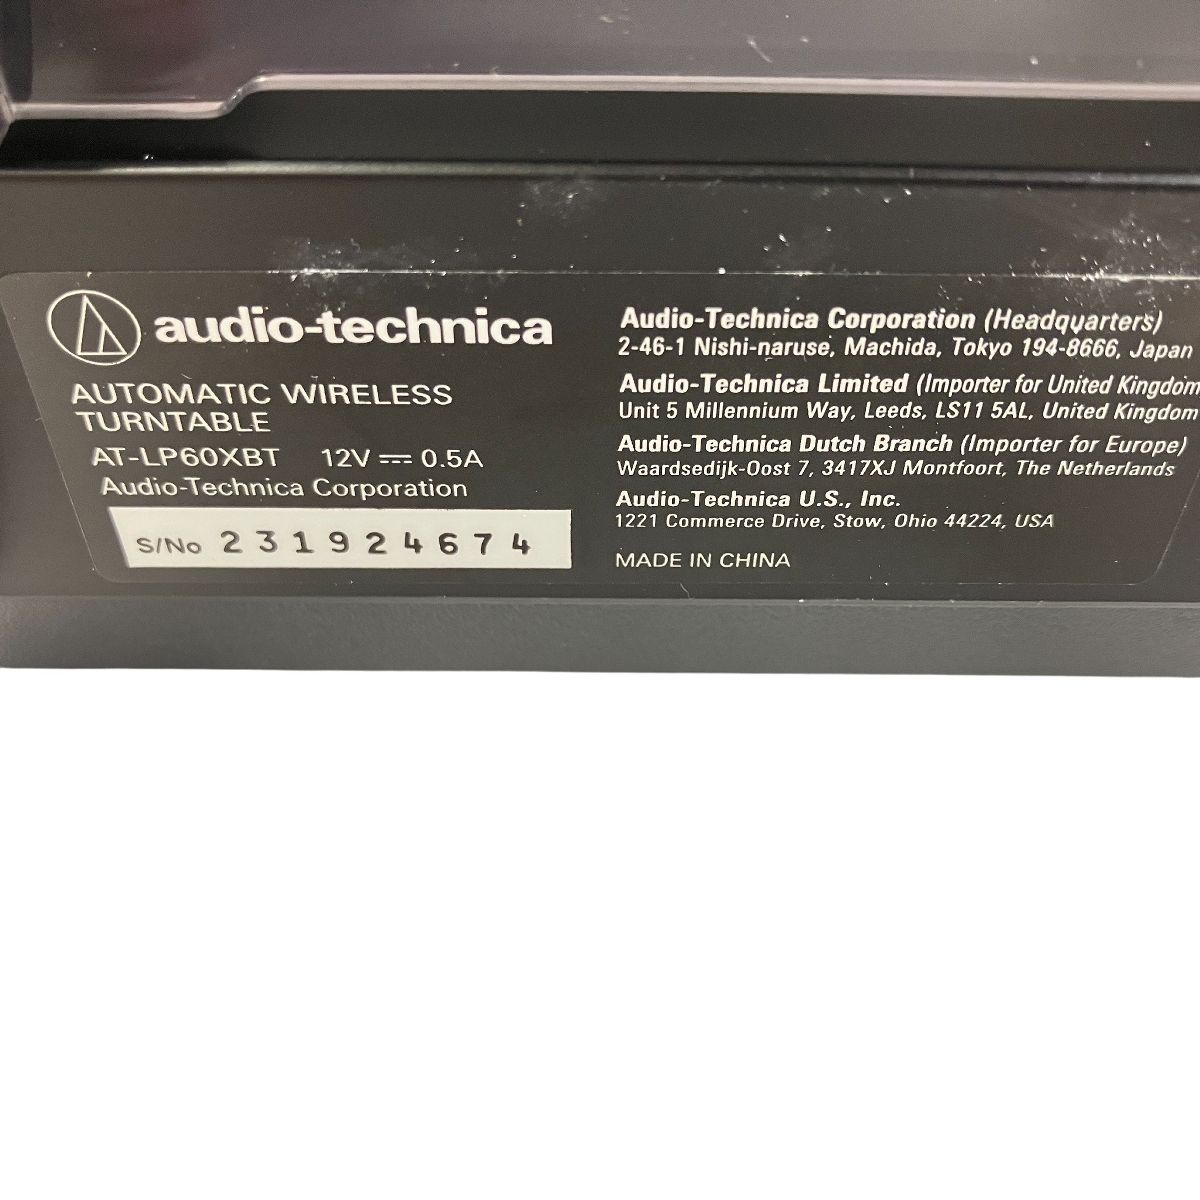 audio-technica
AUTOMATIC WIRELESS
TURNTABLE
AT-LP60XBT 12V ⎓ 0.5A
Audio-Technica Corporation
S/No 231924674
Audio-Technica Corporation (Headquarters)
2-46-1 Nishi-naruse, Machida, Tokyo 194-8666, Japan
Audio-Technica Limited (Importer for United Kingdom
Unit 5 Millennium Way, Leeds, LS11 5AL, United Kingdom
Audio-Technica Dutch Branch (Importer for Europe)
Waardsedijk-Oost 7, 3417XJ Montfoort, The Netherlands
Audio-Technica U.S., Inc.
1221 Commerce Drive, Stow, Ohio 44224, USA
MADE IN CHINA